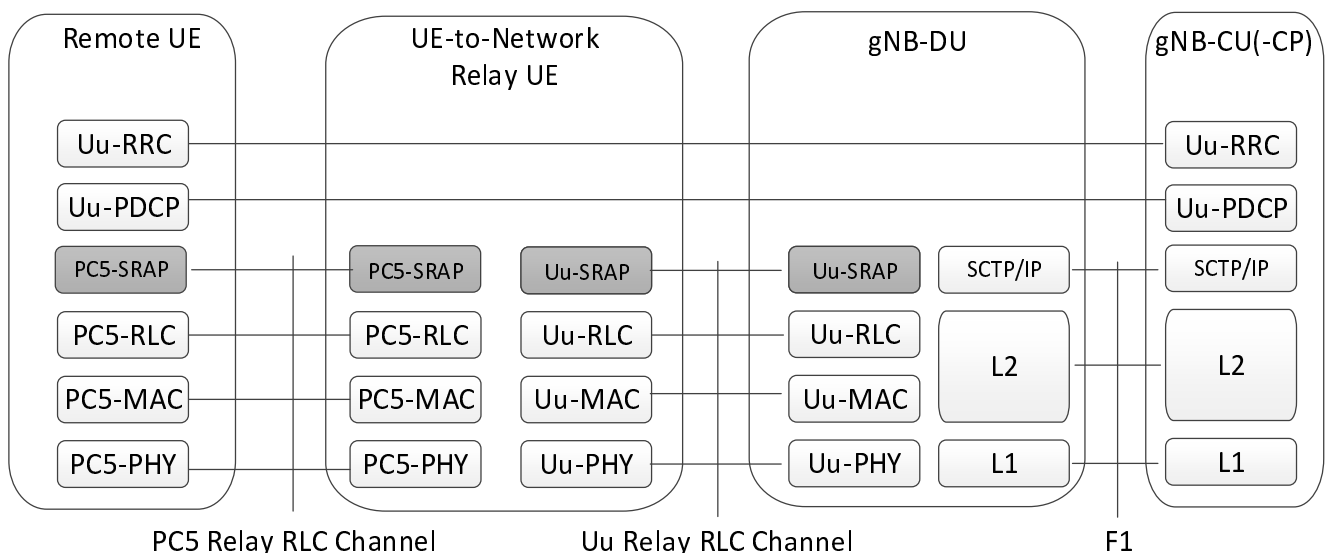 Remote UE
UE-to-Network
Relay UE
gNB-DU
gNB-CU(-CP)
Uu-RRC
Uu-RRC
Uu-PDCP
Uu-PDCP
PC5-SRAP
PC5-SRAP
Uu-SRAP
Uu-SRAP
SCTP/IP
SCTP/IP
PC5-RLC
PC5-RLC
Uu-RLC
Uu-RLC
L2
L2
PC5-MAC
PC5-MAC
Uu-MAC
Uu-MAC
PC5-PHY
PC5-PHY
Uu-PHY
Uu-PHY
L1
L1
PC5 Relay RLC Channel
Uu Relay RLC Channel
F1